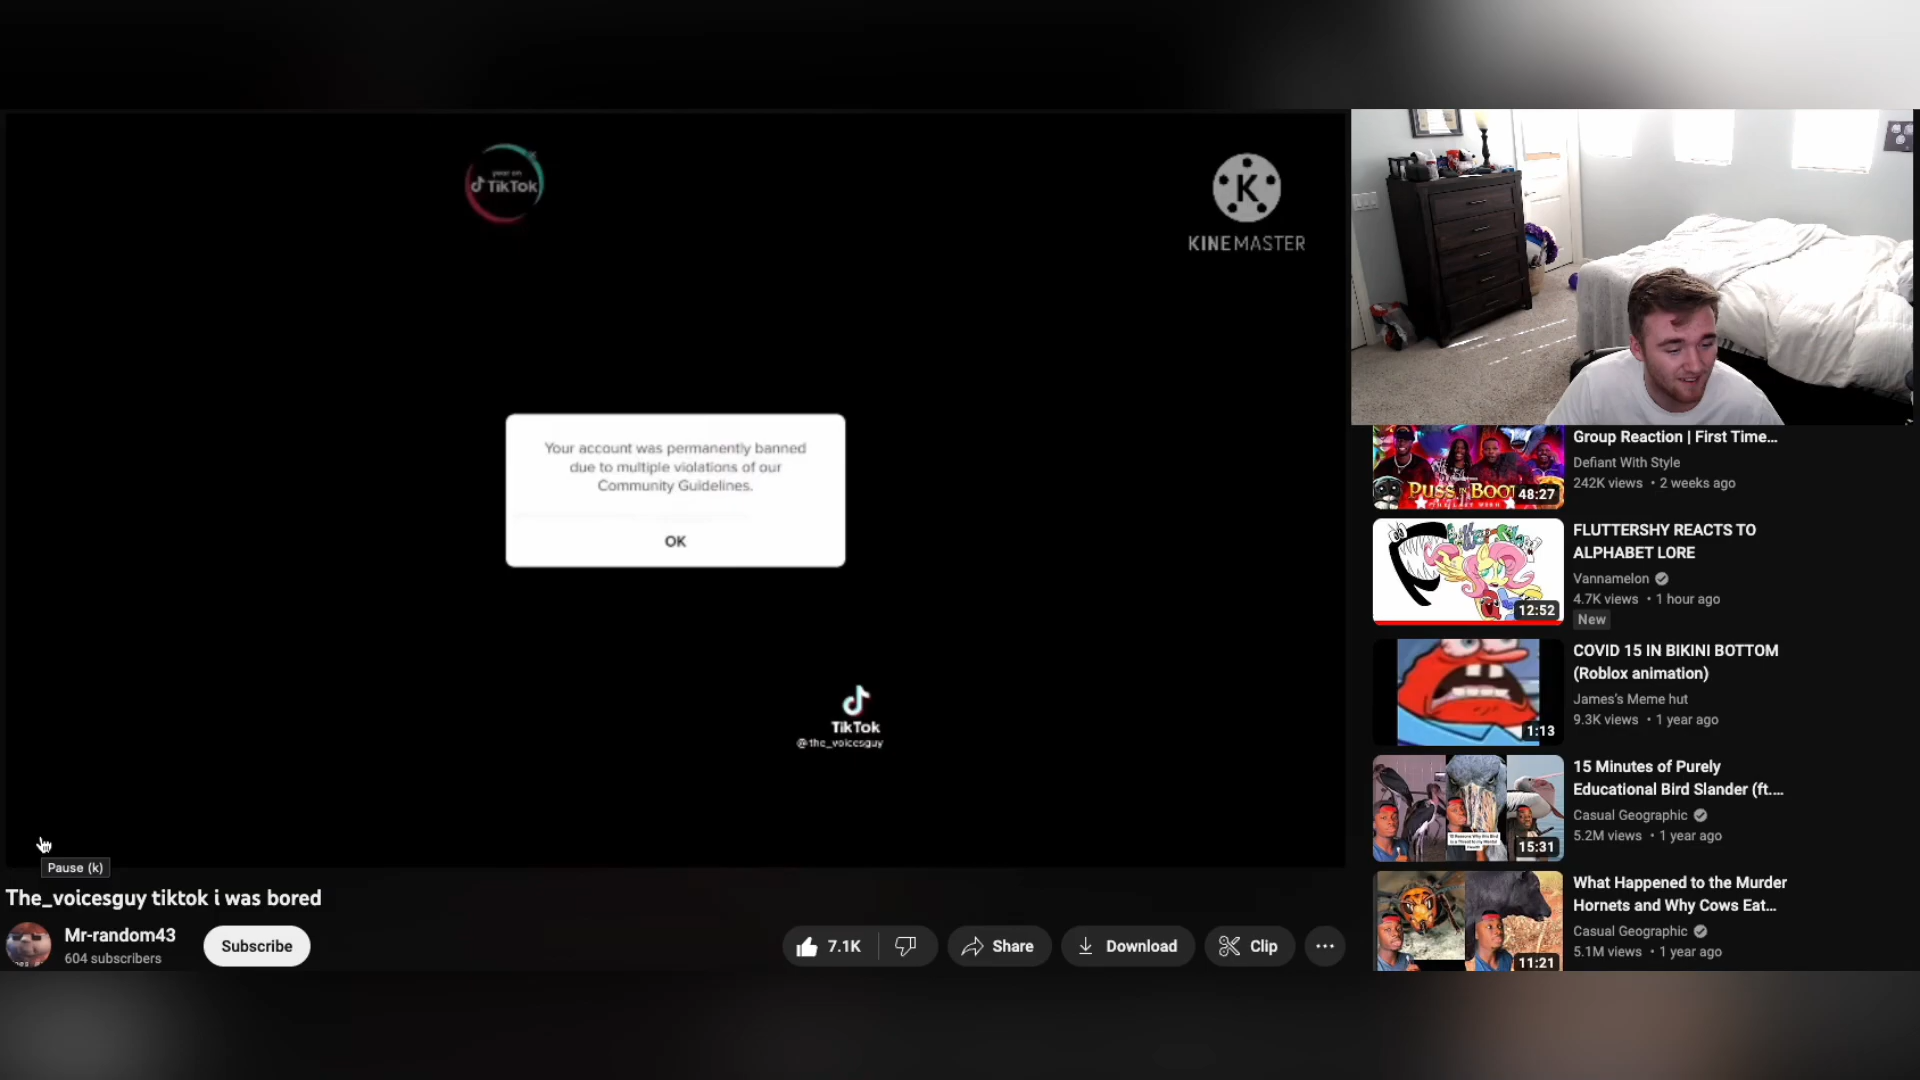 year on
TikTok
K
KINEMASTER
Your account was permanently banned
due to multiple violations of our
Community Guidelines.
OK
TikTok
@the_voicesguy
Pause (k)
The_voicesguy tiktok i was bored
Mr-random43
604 subscribers
Subscribe
7.1K
Share
Download
Clip
Group Reaction | First Time...
Defiant With Style
242K views • 2 weeks ago
PUSS IN BOOT
48:27
FLUTTERSHY REACTS TO
ALPHABET LORE
Vannamelon
4.7K views • 1 hour ago
New
12:52
COVID 15 IN BIKINI BOTTOM
(Roblox animation)
James's Meme hut
9.3K views • 1 year ago
1:13
15 Minutes of Purely
Educational Bird Slander (ft....
Casual Geographic
5.2M views • 1 year ago
15:31
What Happened to the Murder
Hornets and Why Cows Eat...
Casual Geographic
5.1M views • 1 year ago
11:21